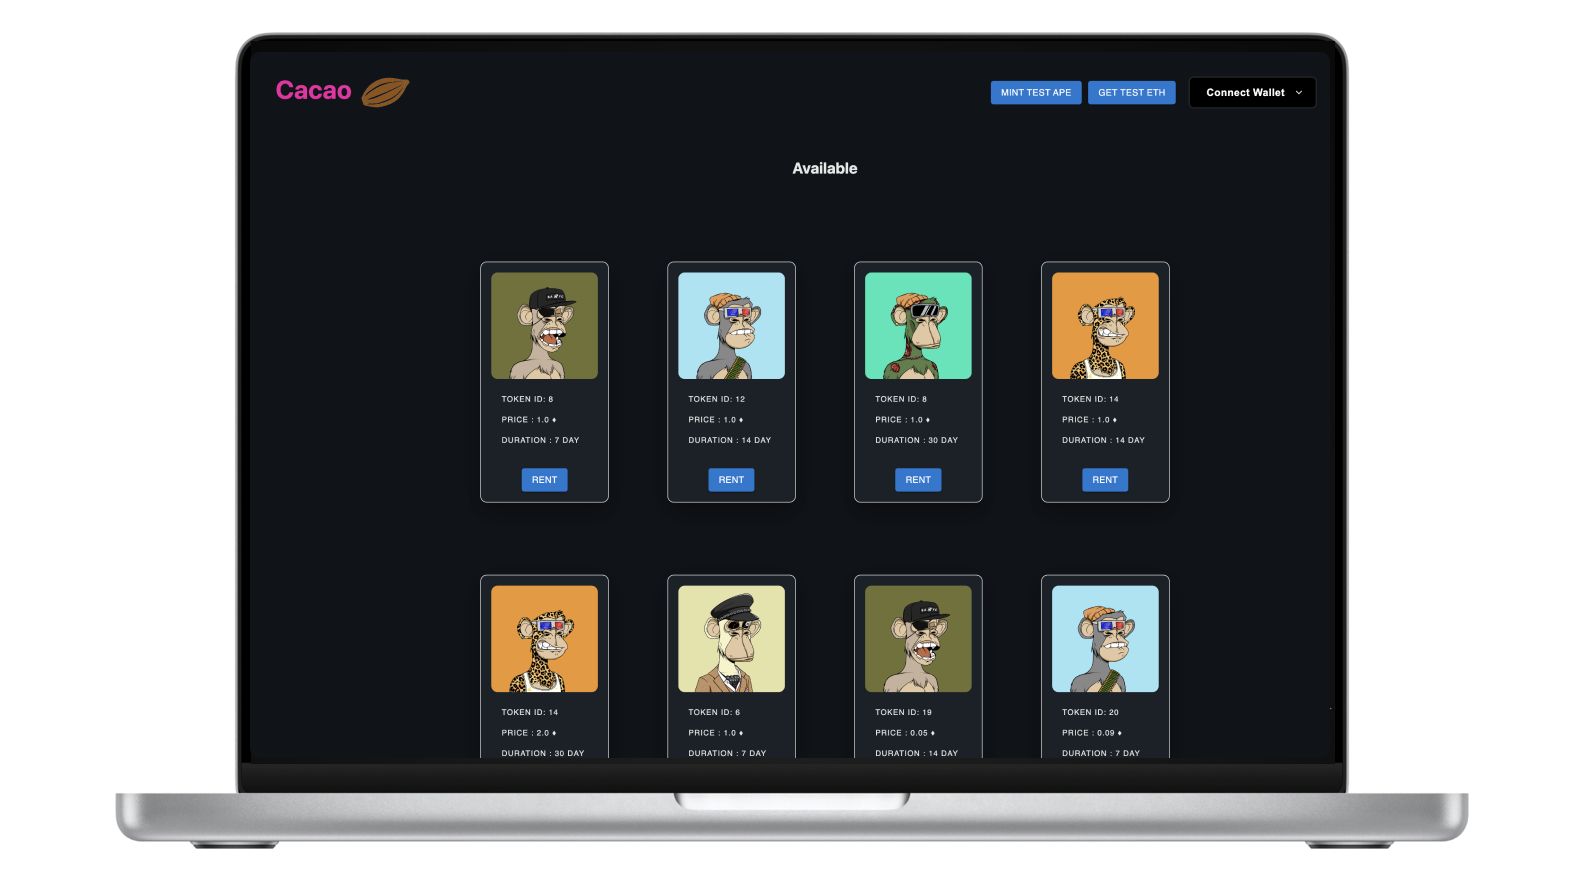 Cacao
MINT TEST APE
GET TEST ETH
Connect Wallet
Available
TOKEN ID: 8
PRICE : 1.0 ♦
DURATION : 7 DAY
RENT
TOKEN ID: 12
PRICE : 1.0 ♦
DURATION : 14 DAY
RENT
TOKEN ID: 8
PRICE : 1.0 ♦
DURATION : 30 DAY
RENT
TOKEN ID: 14
PRICE : 1.0 ♦
DURATION : 14 DAY
RENT
TOKEN ID: 14
PRICE : 2.0 ♦
DURATION : 30 DAY
TOKEN ID: 6
PRICE : 1.0 ♦
DURATION : 7 DAY
TOKEN ID: 19
PRICE : 0.05 ♦
DURATION : 14 DAY
TOKEN ID: 20
PRICE : 0.09 ♦
DURATION : 7 DAY